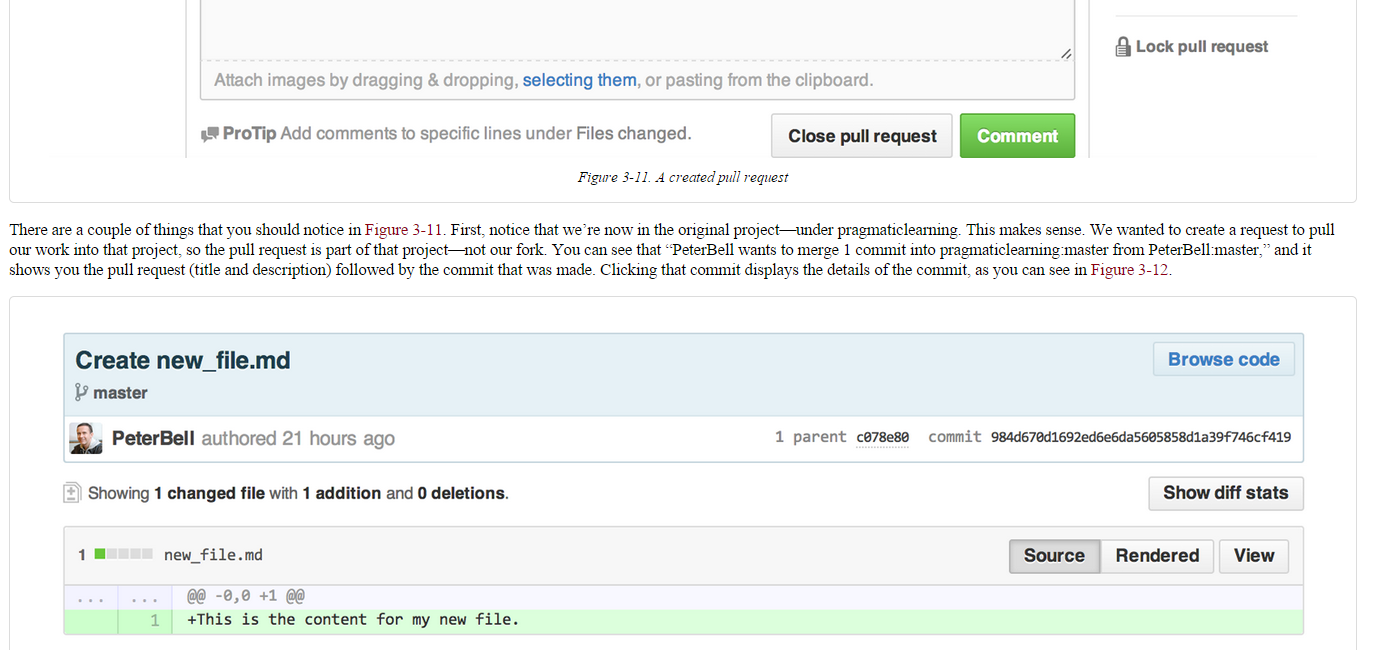 Lock pull request
Attach images by dragging & dropping, selecting them, or pasting from the clipboard.
ProTip Add comments to specific lines under Files changed.
Close pull request
Comment
Figure 3-11. A created pull request
There are a couple of things that you should notice in Figure 3-11. First, notice that we’re now in the original project—under pragmaticlearning. This makes sense. We wanted to create a request to pull
our work into that project, so the pull request is part of that project—not our fork. You can see that “PeterBell wants to merge 1 commit into pragmaticlearning:master from PeterBell:master,” and it
shows you the pull request (title and description) followed by the commit that was made. Clicking that commit displays the details of the commit, as you can see in Figure 3-12.
Create new_file.md
Browse code
master
PeterBell authored 21 hours ago
1 parent c078e80 commit 984d670d1692ed6e6da5605858d1a39f746cf419
Showing 1 changed file with 1 addition and 0 deletions.
Show diff stats
1 new_file.md
Source Rendered View
... ... @@ -0,0 +1 @@
1 +This is the content for my new file.